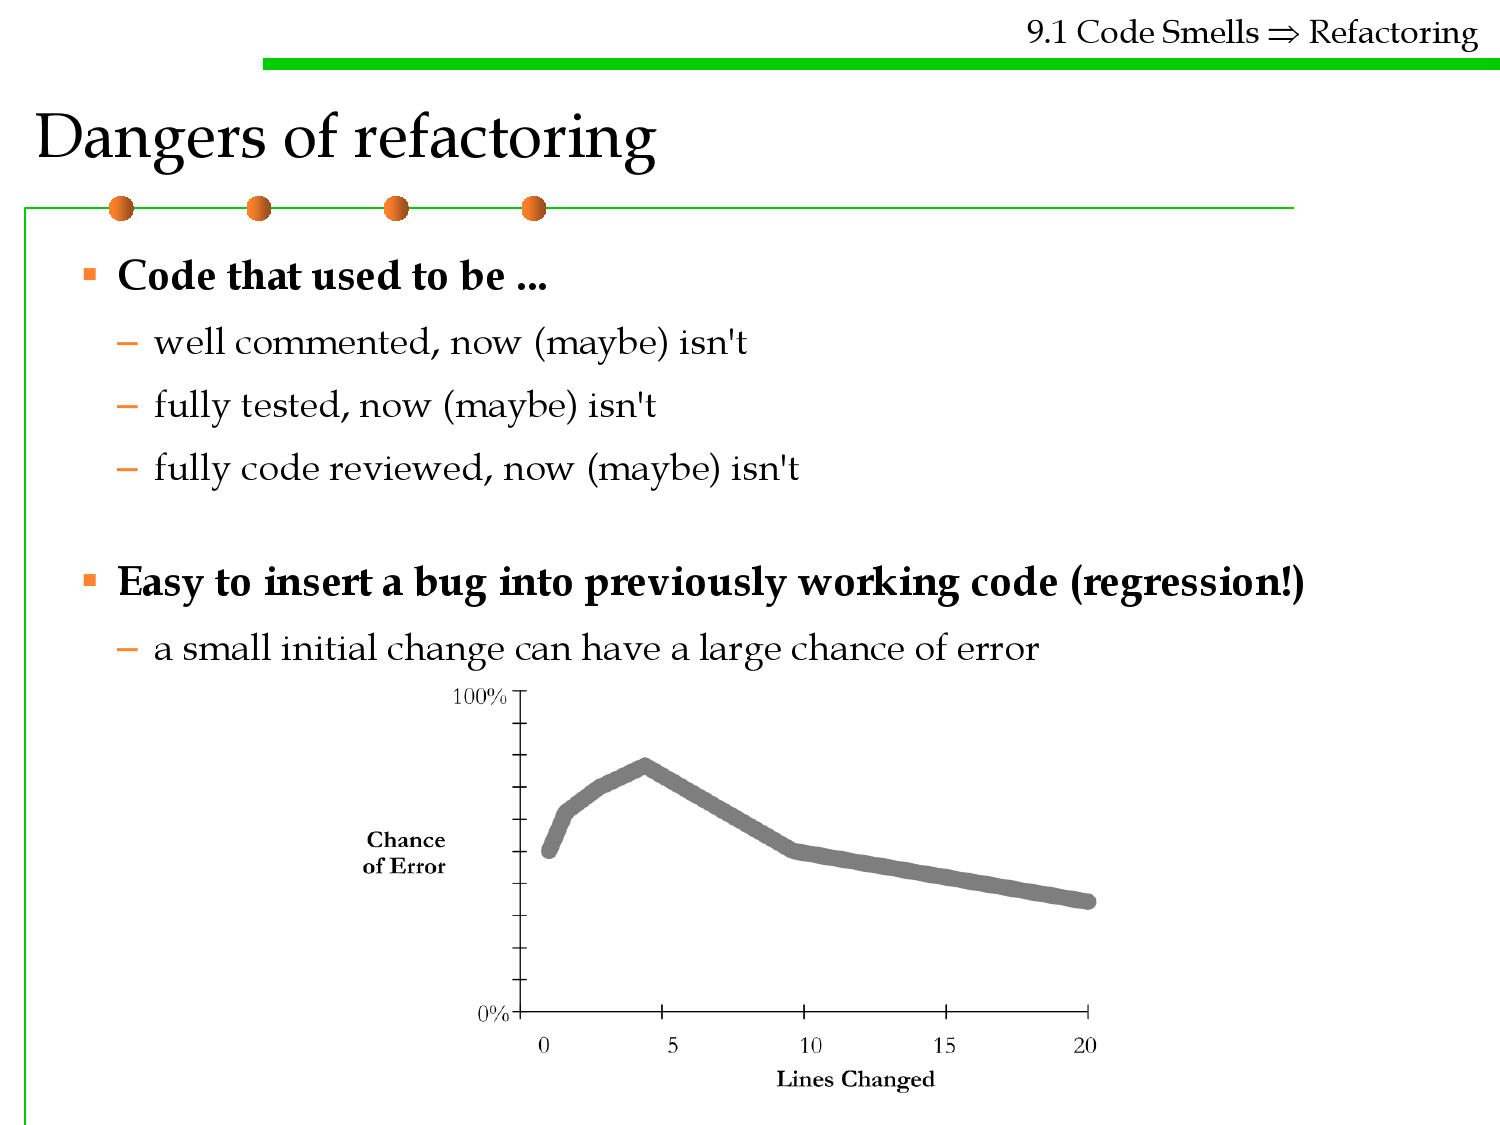 9.1 Code Smells ⇒ Refactoring
Dangers of refactoring
▪ Code that used to be ...
– well commented, now (maybe) isn't
– fully tested, now (maybe) isn't
– fully code reviewed, now (maybe) isn't
▪ Easy to insert a bug into previously working code (regression!)
– a small initial change can have a large chance of error
100%
Chance
of Error
0%
0 5 10 15 20
Lines Changed